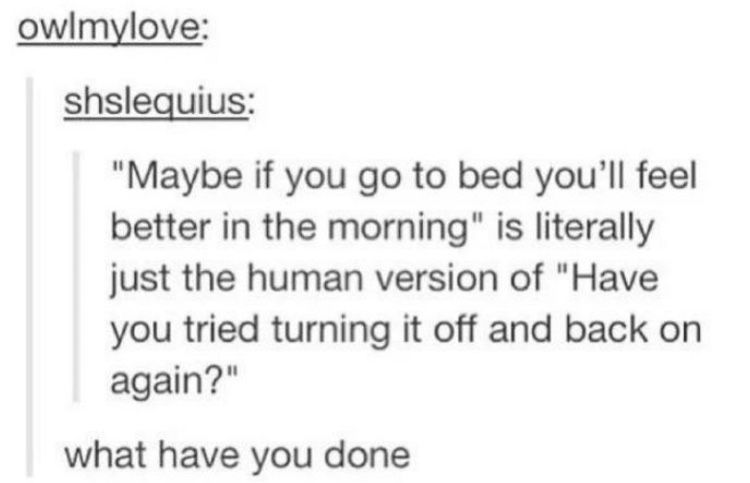 owlmylove:
shslequius:
"Maybe if you go to bed you'll feel
better in the morning" is literally
just the human version of "Have
you tried turning it off and back on
again?"
what have you done